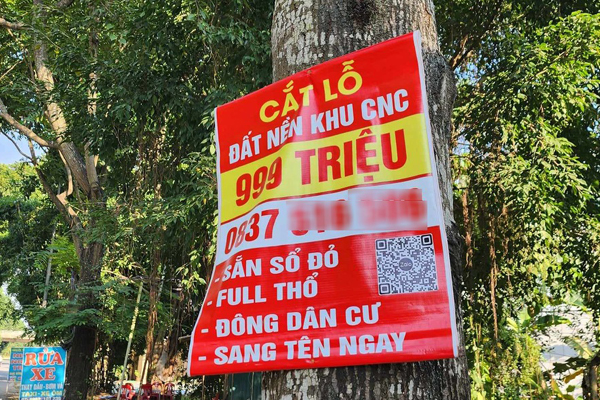 CẮT LỖ
ĐẤT NỀN KHU CNC
999 TRIỆU
0837
- SẴN SỔ ĐỎ
- FULL THỔ
- ĐÔNG DÂN CƯ
- SANG TÊN NGAY
RỬA
XE